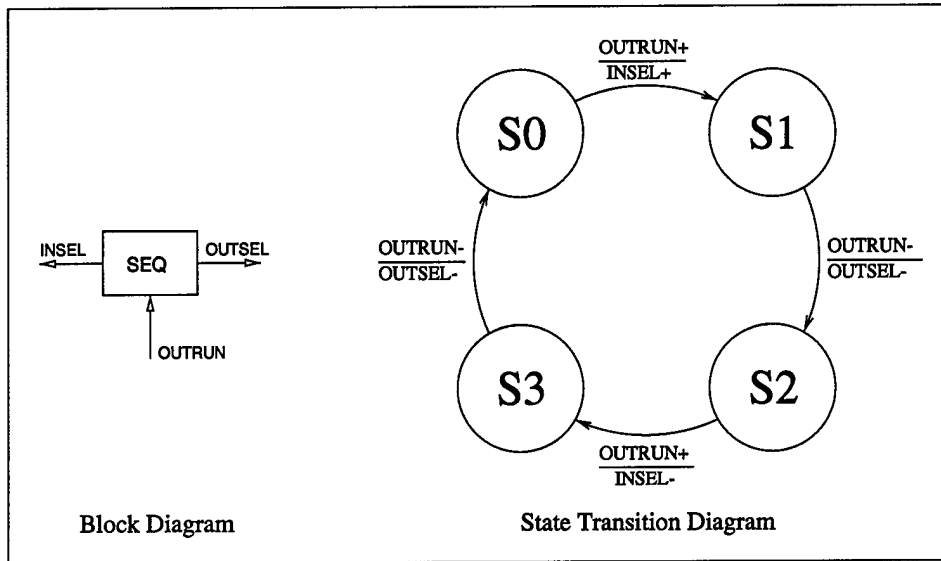 INSEL
OUTSEL
SEQ
OUTRUN
Block Diagram
OUTRUN+
INSEL+
S0
S1
OUTRUN-
OUTSEL-
OUTRUN-
OUTSEL-
S3
S2
OUTRUN+
INSEL-
State Transition Diagram